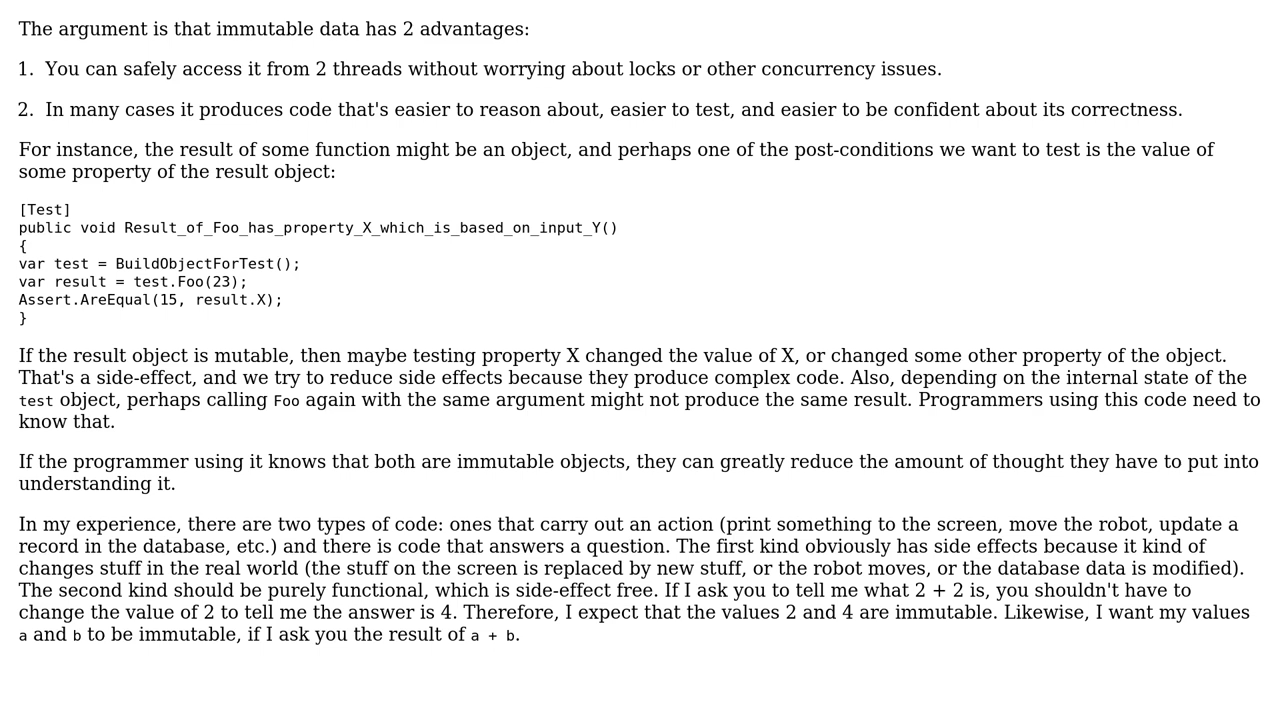 The argument is that immutable data has 2 advantages:
1. You can safely access it from 2 threads without worrying about locks or other concurrency issues.
2. In many cases it produces code that's easier to reason about, easier to test, and easier to be confident about its correctness.
For instance, the result of some function might be an object, and perhaps one of the post-conditions we want to test is the value of
some property of the result object:
[Test]
public void Result_of_Foo_has_property_X_which_is_based_on_input_Y()
{
var test = BuildObjectForTest();
var result = test.Foo(23);
Assert.AreEqual(15, result.X);
}
If the result object is mutable, then maybe testing property X changed the value of X, or changed some other property of the object.
That's a side-effect, and we try to reduce side effects because they produce complex code. Also, depending on the internal state of the
test object, perhaps calling Foo again with the same argument might not produce the same result. Programmers using this code need to
know that.
If the programmer using it knows that both are immutable objects, they can greatly reduce the amount of thought they have to put into
understanding it.
In my experience, there are two types of code: ones that carry out an action (print something to the screen, move the robot, update a
record in the database, etc.) and there is code that answers a question. The first kind obviously has side effects because it kind of
changes stuff in the real world (the stuff on the screen is replaced by new stuff, or the robot moves, or the database data is modified).
The second kind should be purely functional, which is side-effect free. If I ask you to tell me what 2 + 2 is, you shouldn't have to
change the value of 2 to tell me the answer is 4. Therefore, I expect that the values 2 and 4 are immutable. Likewise, I want my values
a and b to be immutable, if I ask you the result of a + b.